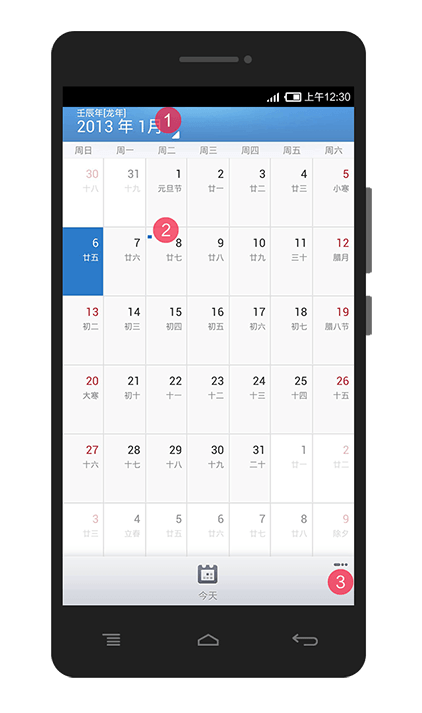 上午12:30
壬辰年[龙年]
2013 年 1月
1
周日 周一 周二 周三 周四 周五 周六
30 31 1 2 3 4 5
十八 十九 元旦节 廿一 廿二 廿三 小寒
2
6 7 8 9 10 11 12
廿五 廿六 廿七 廿八 廿九 三十 腊月
13 14 15 16 17 18 19
初二 初三 初四 初五 初六 初七 腊八节
20 21 22 23 24 25 26
大寒 初十 十一 十二 十三 十四 十五
27 28 29 30 31 1 2
十六 十七 十八 十九 二十 廿一 廿二
3 4 5 6 7 8 9
廿三 立春 廿五 廿六 廿七 廿八 除夕
3
今天